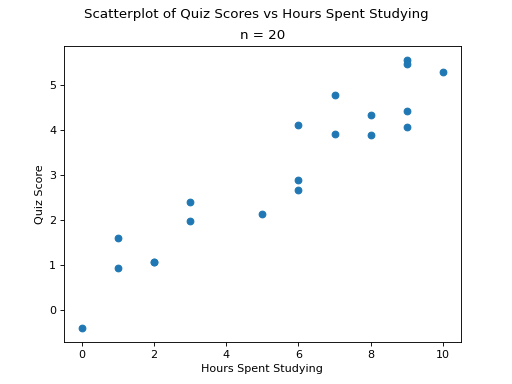 Scatterplot of Quiz Scores vs Hours Spent Studying
n = 20
5
4
3
2
1
0
Quiz Score
0 2 4 6 8 10
Hours Spent Studying